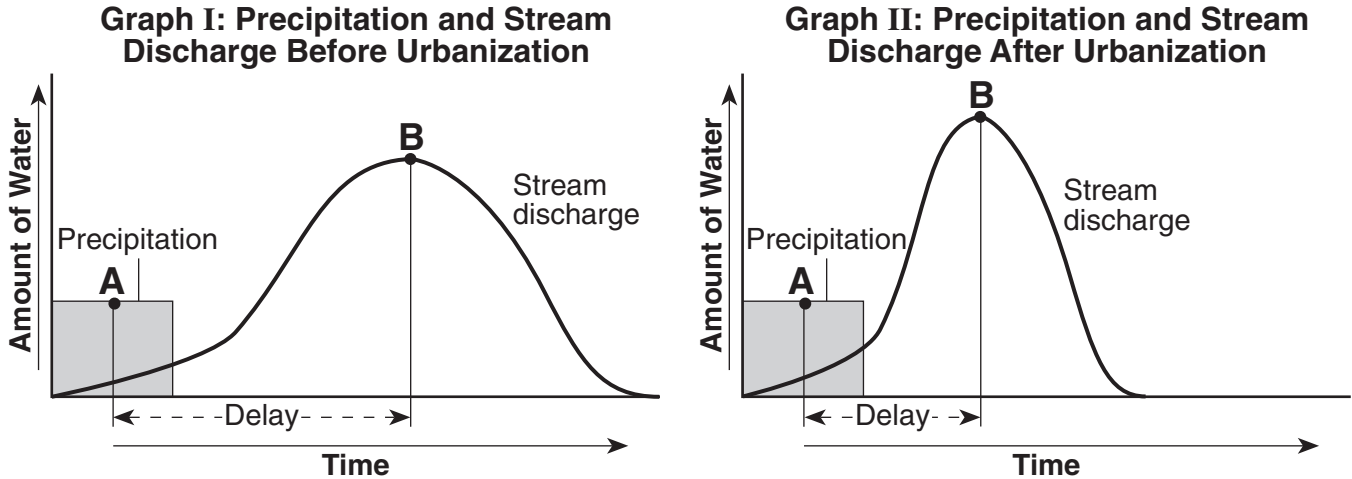 Graph I: Precipitation and Stream
Discharge Before Urbanization
Amount of Water
Precipitation
A
B
Stream
discharge
Delay
Time
Graph II: Precipitation and Stream
Discharge After Urbanization
Amount of Water
Precipitation
A
B
Stream
discharge
Delay
Time